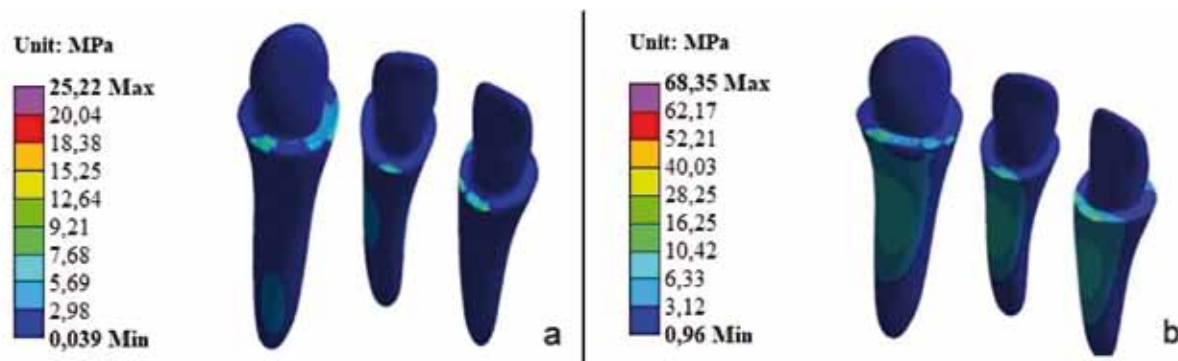 Unit: MPa
25,22 Max
20,04
18,38
15,25
12,64
9,21
7,68
5,69
2,98
0,039 Min
a
Unit: MPa
68,35 Max
62,17
52,21
40,03
28,25
16,25
10,42
6,33
3,12
0,96 Min
b